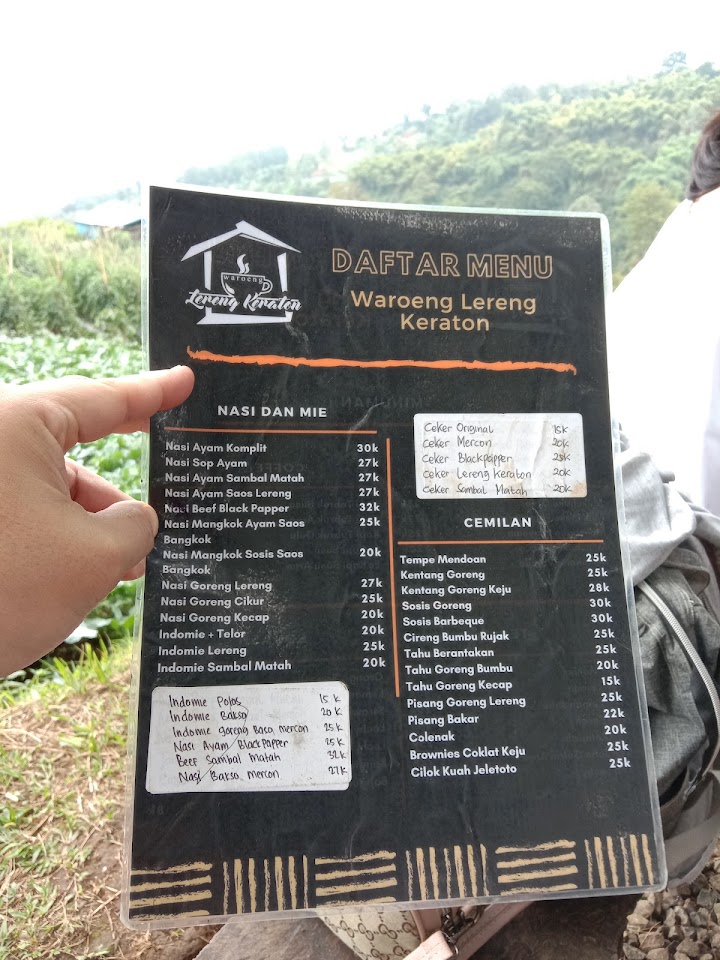 waroeng
Lereng Keraton
DAFTAR MENU
Waroeng Lereng
Keraton
NASI DAN MIE
Nasi Ayam Komplit 30k
Nasi Sop Ayam 27k
Nasi Ayam Sambal Matah 27k
Nasi Ayam Saos Lereng 27k
Nasi Beef Black Papper 32k
Nasi Mangkok Ayam Saos 25k
Bangkok
Nasi Mangkok Sosis Saos 20k
Bangkok
Nasi Goreng Lereng 27k
Nasi Goreng Cikur 25k
Nasi Goreng Kecap 20k
Indomie + Telor 20k
Indomie Lereng 25k
Indomie Sambal Matah 20k
Indomie Polos 15 K
Indomie Bakso 20 K
Indomie goreng Baco mercon 25 K
Nasi Ayam Blackpapper 25 K
Beef Sambal Matah 32k
Nasi Bakso mercon 27K
Ceker Original 15k
Ceker Mercon 20k
Ceker Blackpapper 25k
Ceker Lereng Keraton 20k
Ceker Sambal Matah 20k
CEMILAN
Tempe Mendoan 25k
Kentang Goreng 25k
Kentang Goreng Keju 28k
Sosis Goreng 30k
Sosis Barbeque 30k
Cireng Bumbu Rujak 25k
Tahu Berantakan 25k
Tahu Goreng Bumbu 20k
Tahu Goreng Kecap 15k
Pisang Goreng Lereng 25k
Pisang Bakar 22k
Colenak 20k
Brownies Coklat Keju 25k
Cilok Kuah Jeletoto 25k